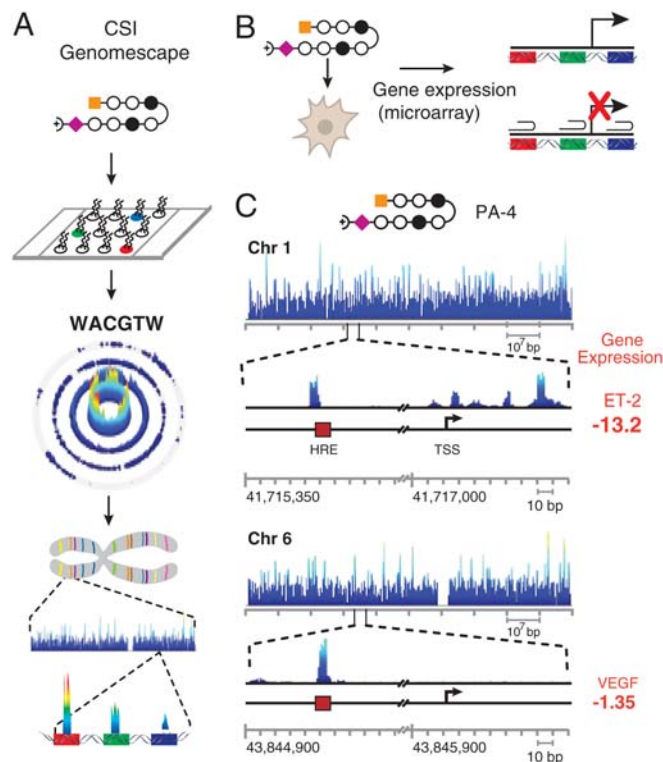 A
CSI
Genomescape
WACGTW
B
Gene expression
(microarray)
C
PA-4
Chr 1
10⁷ bp
Gene
Expression
ET-2
-13.2
HRE
TSS
41,715,350
41,717,000
10 bp
Chr 6
10⁷ bp
VEGF
-1.35
43,844,900
43,845,900
10 bp